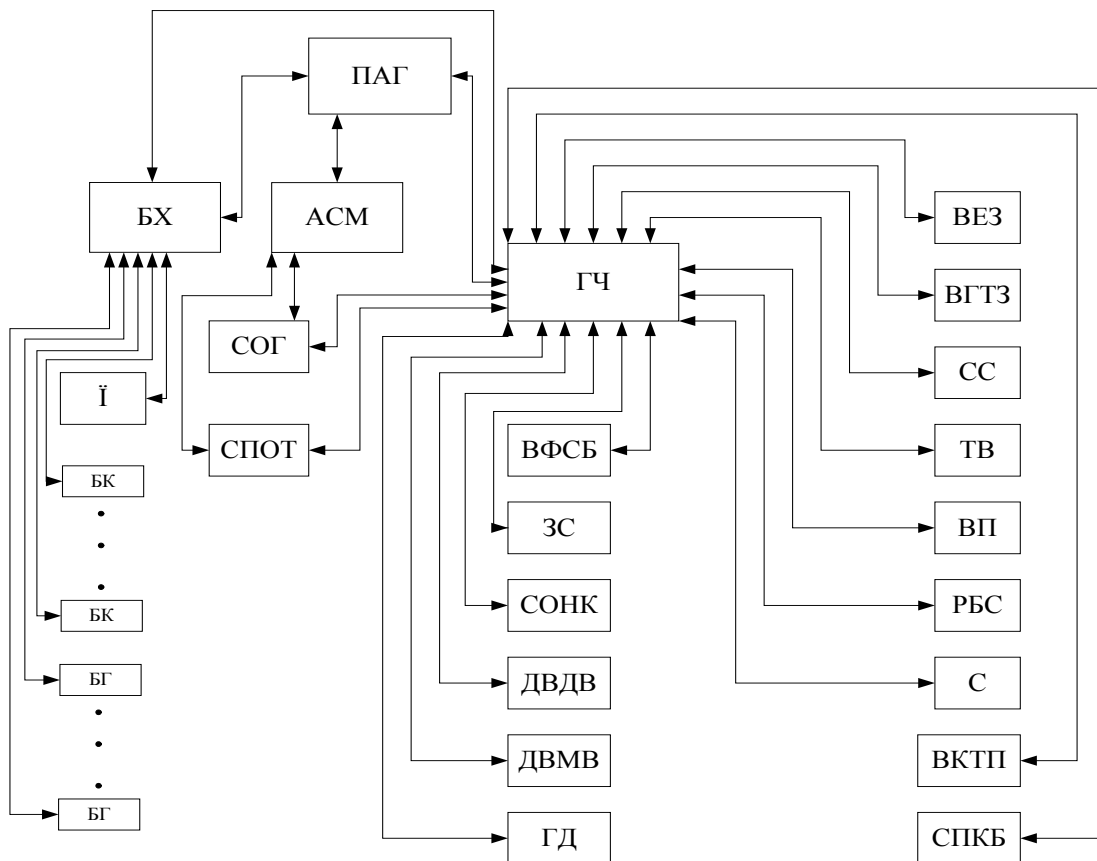 ПАГ
БХ
АСМ
ВЕЗ
ГЧ
ВГТЗ
СОГ
СС
Ї
СПОТ
ВФСБ
ТВ
БК
ЗС
ВП
БК
СОНК
РБС
БГ
ДВДВ
С
ДВМВ
ВКТП
БГ
ГД
СПКБ